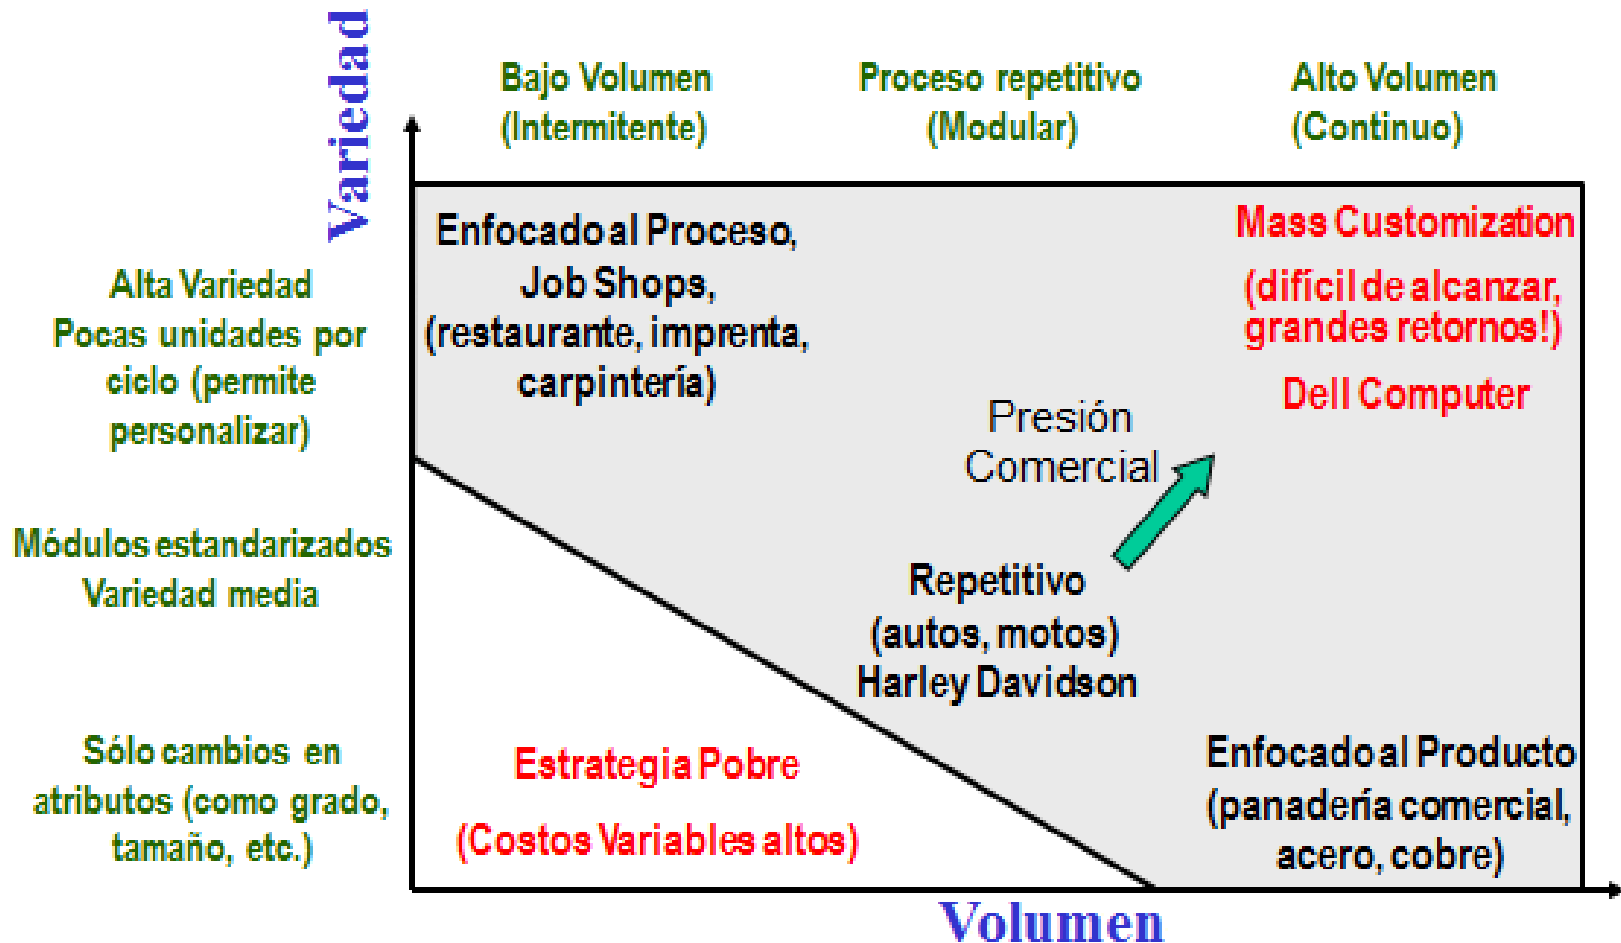 Variedad
Bajo Volumen
(Intermitente)
Proceso repetitivo
(Modular)
Alto Volumen
(Continuo)
Alta Variedad
Pocas unidades por
ciclo (permite
personalizar)
Módulos estandarizados
Variedad media
Sólo cambios en
atributos (como grado,
tamaño, etc.)
Enfocado al Proceso,
Job Shops,
(restaurante, imprenta,
carpintería)
Mass Customization
(difícil de alcanzar,
grandes retornos!)
Dell Computer
Presión
Comercial
Repetitivo
(autos, motos)
Harley Davidson
Estrategia Pobre
(Costos Variables altos)
Enfocado al Producto
(panadería comercial,
acero, cobre)
Volumen